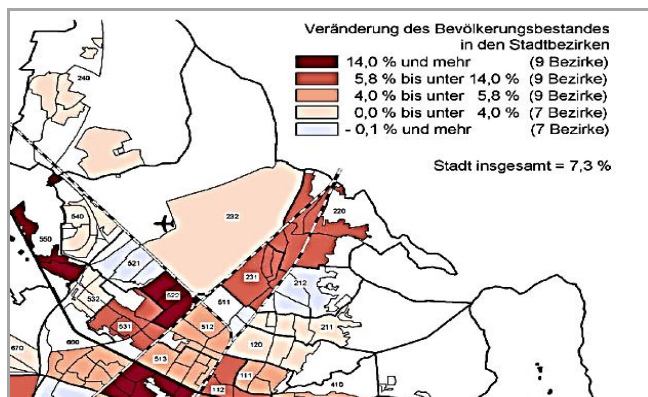 Veränderung des Bevölkerungsbestandes
in den Stadtbezirken
14,0 % und mehr (9 Bezirke)
5,8 % bis unter 14,0 % (9 Bezirke)
4,0 % bis unter 5,8 % (9 Bezirke)
0,0 % bis unter 4,0 % (7 Bezirke)
- 0,1 % und mehr (7 Bezirke)
Stadt insgesamt = 7,3 %
240
232
220
540
550
521
231
212
522
532
511
531
512
211
120
670
513
111
410
112